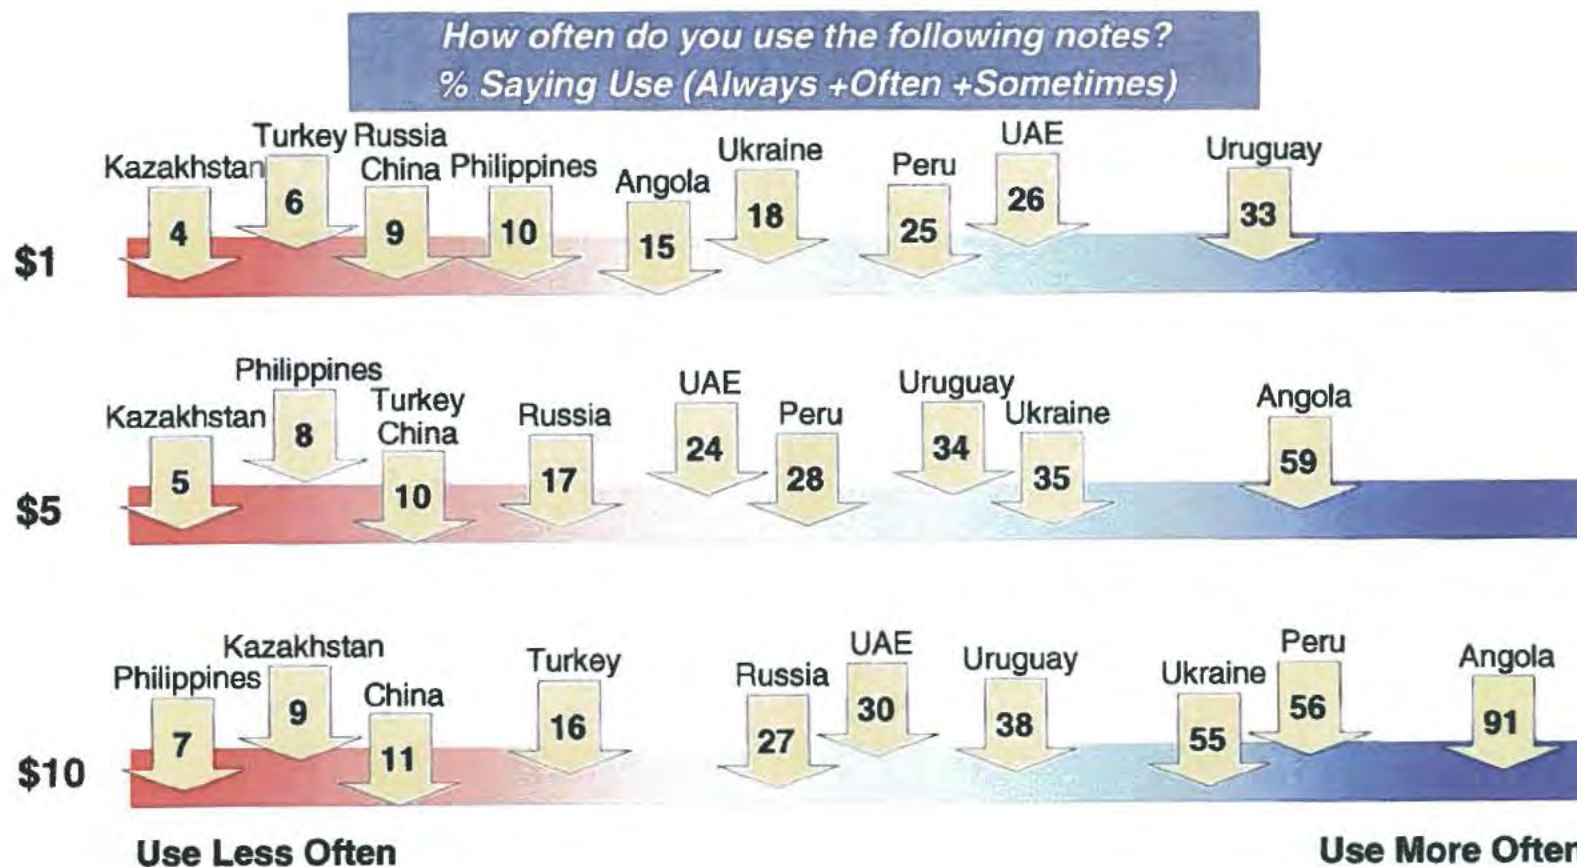 How often do you use the following notes?
% Saying Use (Always +Often +Sometimes)
$1
Kazakhstan
4
Turkey
6
Russia
China
9
Philippines
10
Angola
15
Ukraine
18
Peru
25
UAE
26
Uruguay
33
$5
Kazakhstan
5
Philippines
8
Turkey
China
10
Russia
17
UAE
24
Peru
28
Uruguay
34
Ukraine
35
Angola
59
$10
Philippines
7
Kazakhstan
9
China
11
Turkey
16
Russia
27
UAE
30
Uruguay
38
Ukraine
55
Peru
56
Angola
91
Use Less Often
Use More Often